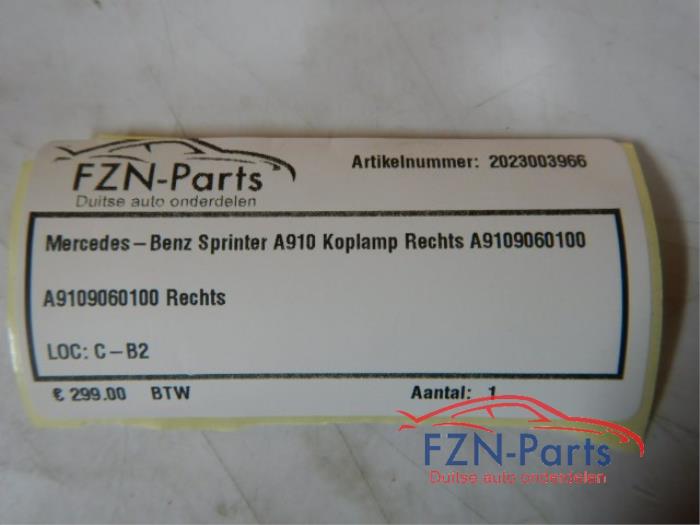 FZN-Parts
Duitse auto onderdelen
Artikelnummer: 2023003966
Mercedes-Benz Sprinter A910 Koplamp Rechts A9109060100
A9109060100 Rechts
LOC: C-B2
€ 299.00 BTW
Aantal: 1
FZN-Parts
Duitse auto onderdelen